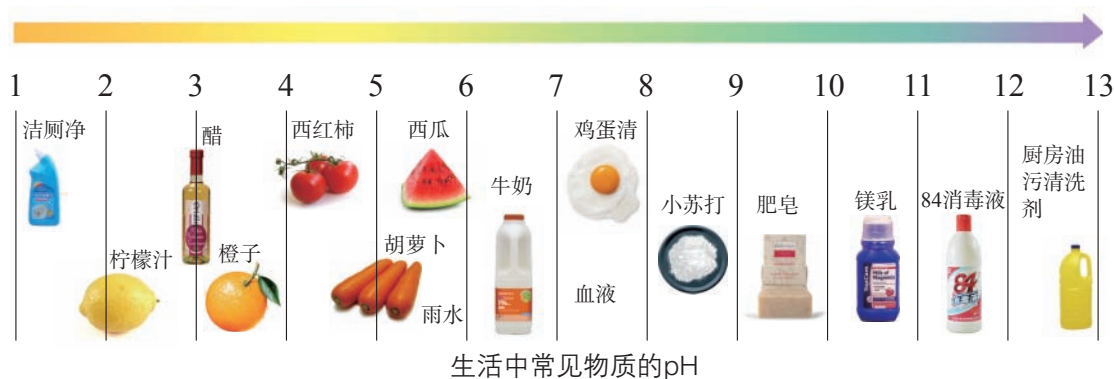 1 2 3 4 5 6 7 8 9 10 11 12 13
洁厕净
醋
西红柿
西瓜
鸡蛋清
厨房油
污清洗
剂
牛奶
小苏打
肥皂
镁乳
84消毒液
柠檬汁
橙子
胡萝卜
雨水
血液
84
生活中常见物质的pH